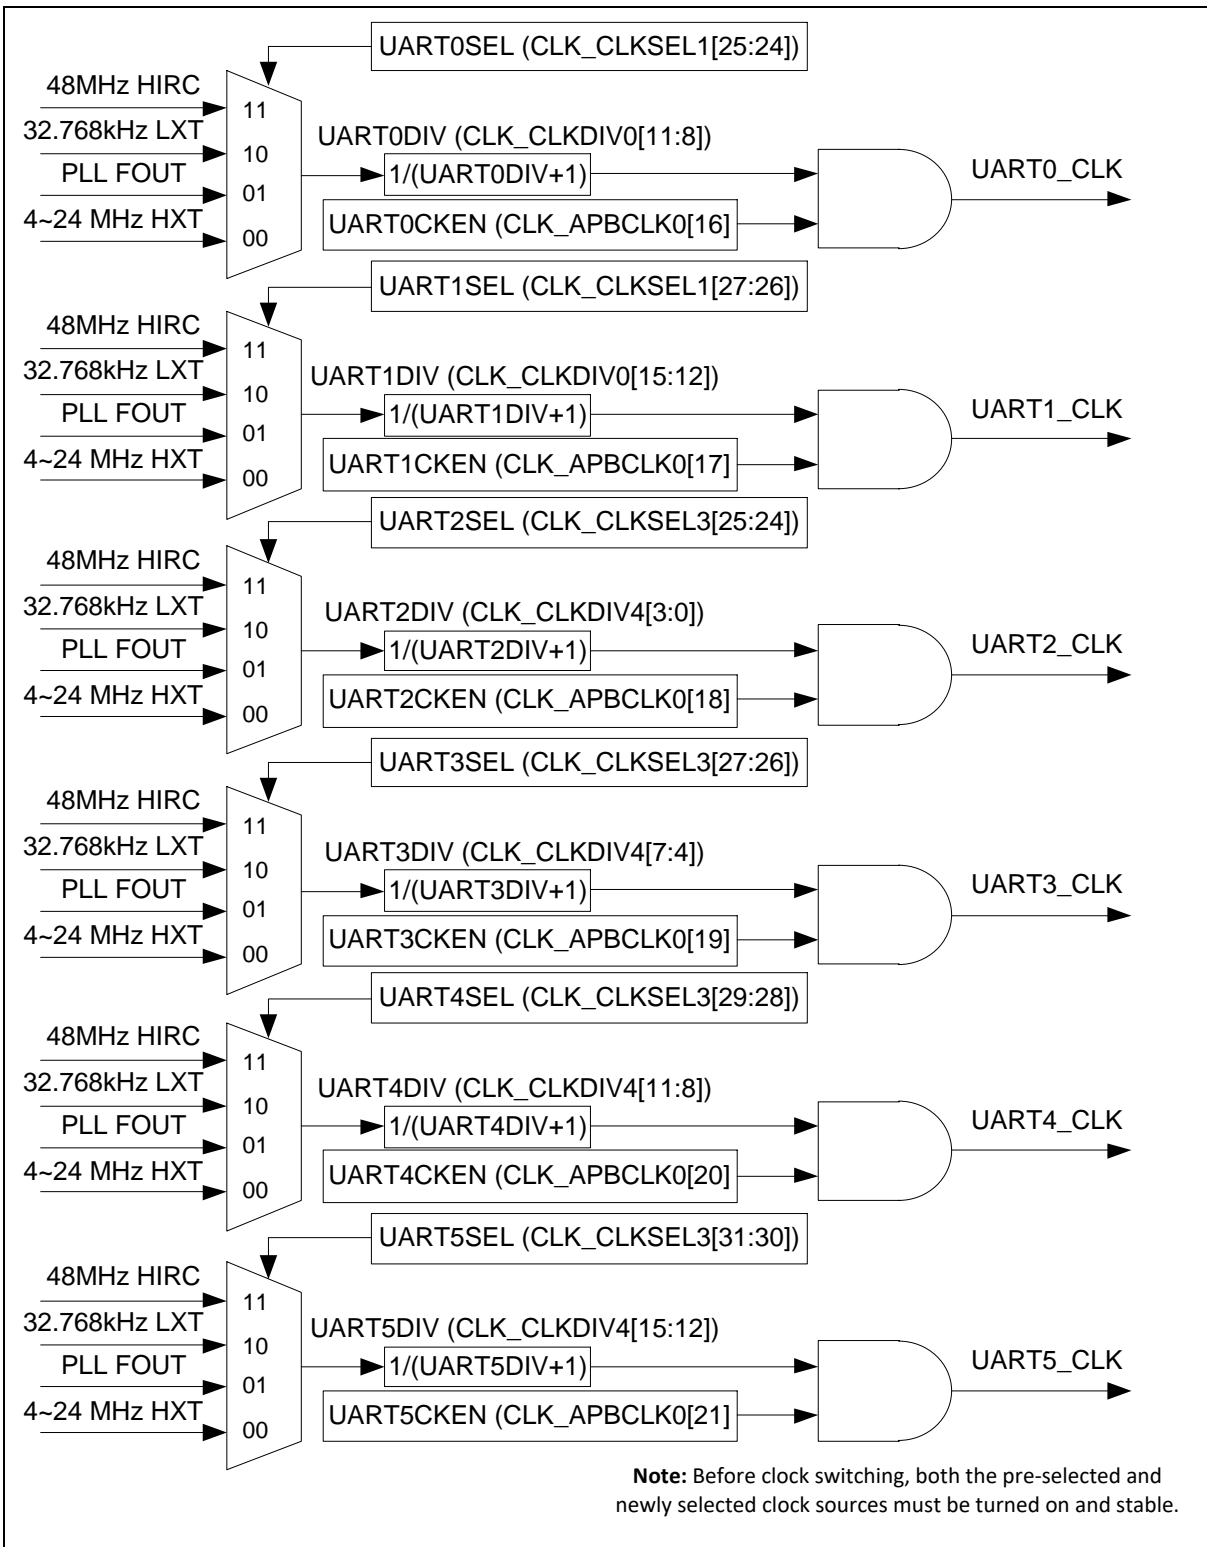 UART0SEL (CLK_CLKSEL1[25:24])
48MHz HIRC
11
32.768kHz LXT
UART0DIV (CLK_CLKDIV0[11:8])
10
PLL FOUT
1/(UART0DIV+1)
UART0_CLK
01
4~24 MHz HXT
UART0CKEN (CLK_APBCLK0[16]
00
UART1SEL (CLK_CLKSEL1[27:26])
48MHz HIRC
11
32.768kHz LXT
UART1DIV (CLK_CLKDIV0[15:12])
10
PLL FOUT
1/(UART1DIV+1)
UART1_CLK
01
4~24 MHz HXT
UART1CKEN (CLK_APBCLK0[17]
00
UART2SEL (CLK_CLKSEL3[25:24])
48MHz HIRC
11
32.768kHz LXT
UART2DIV (CLK_CLKDIV4[3:0])
10
PLL FOUT
1/(UART2DIV+1)
UART2_CLK
01
4~24 MHz HXT
UART2CKEN (CLK_APBCLK0[18]
00
UART3SEL (CLK_CLKSEL3[27:26])
48MHz HIRC
11
32.768kHz LXT
UART3DIV (CLK_CLKDIV4[7:4])
10
PLL FOUT
1/(UART3DIV+1)
UART3_CLK
01
4~24 MHz HXT
UART3CKEN (CLK_APBCLK0[19]
00
UART4SEL (CLK_CLKSEL3[29:28])
48MHz HIRC
11
32.768kHz LXT
UART4DIV (CLK_CLKDIV4[11:8])
10
PLL FOUT
1/(UART4DIV+1)
UART4_CLK
01
4~24 MHz HXT
UART4CKEN (CLK_APBCLK0[20]
00
UART5SEL (CLK_CLKSEL3[31:30])
48MHz HIRC
11
32.768kHz LXT
UART5DIV (CLK_CLKDIV4[15:12])
10
PLL FOUT
1/(UART5DIV+1)
UART5_CLK
01
4~24 MHz HXT
UART5CKEN (CLK_APBCLK0[21]
00
Note: Before clock switching, both the pre-selected and
newly selected clock sources must be turned on and stable.